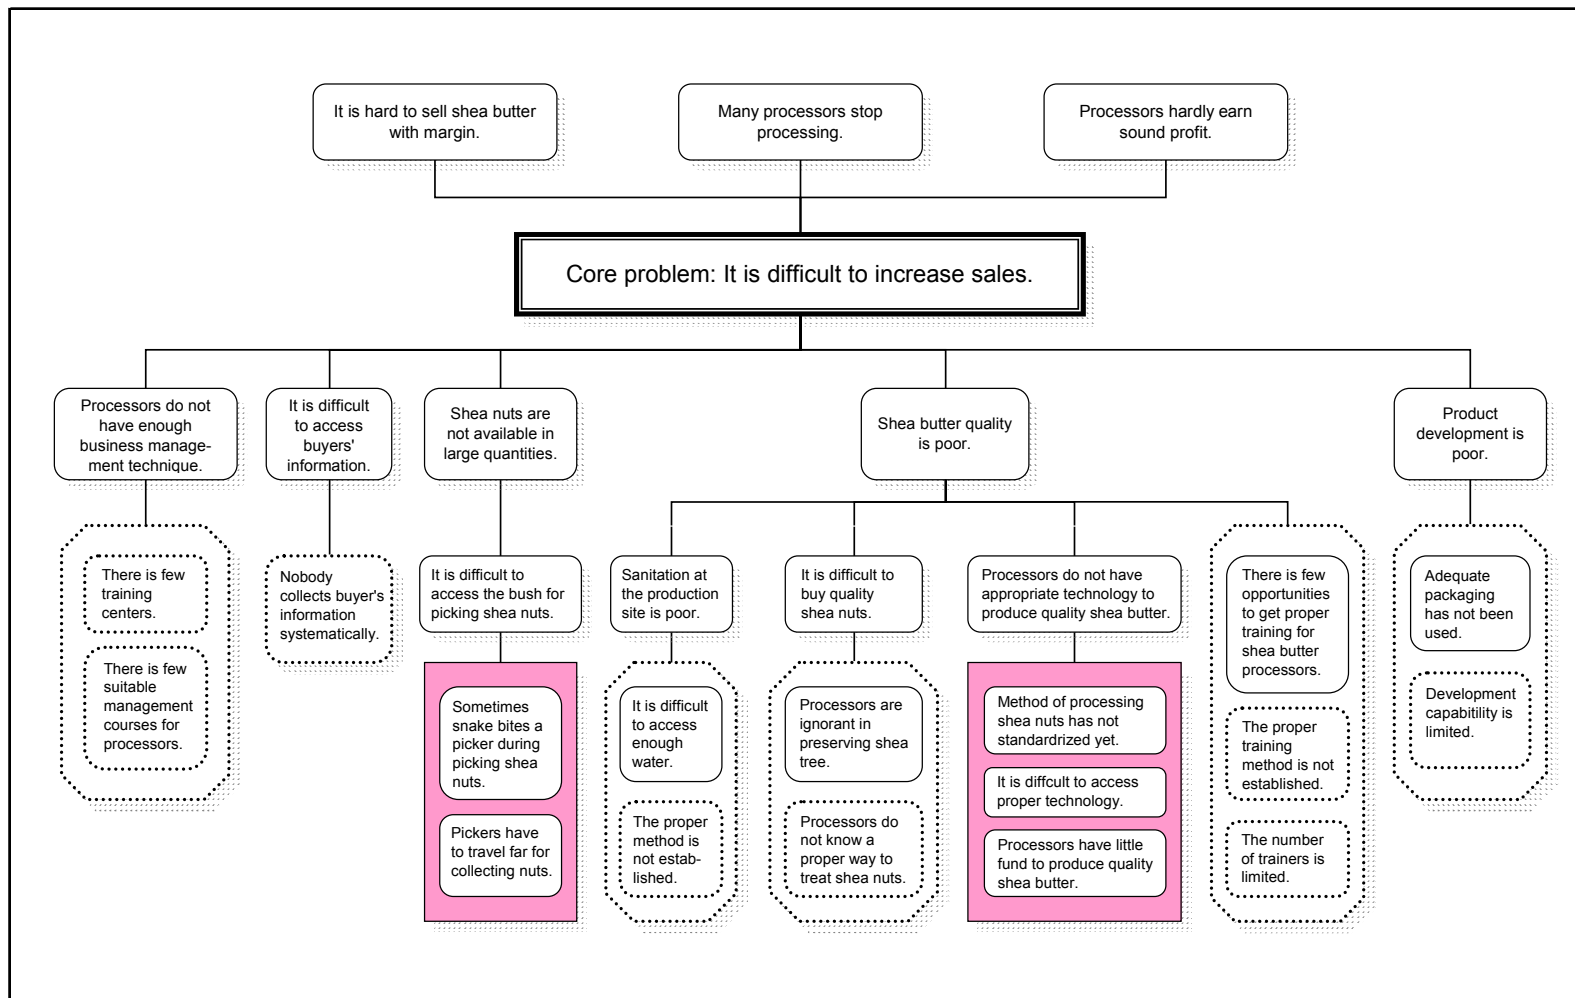 It is hard to sell shea butter
with margin.
Many processors stop
processing.
Processors hardly earn
sound profit.
Core problem: It is difficult to increase sales.
Processors do not
have enough
business manage-
ment technique.
It is difficult
to access
buyers'
information.
Shea nuts are
not available in
large quantities.
Shea butter quality
is poor.
Product
development is
poor.
There is few
training
centers.
There is few
suitable
management
courses for
processors.
Nobody
collects buyer's
information
systematically.
It is difficult to
access the bush for
picking shea nuts.
Sometimes
snake bites a
picker during
picking shea
nuts.
Pickers have
to travel far for
collecting nuts.
Sanitation at
the production
site is poor.
It is difficult
to access
enough
water.
The proper
method is
not estab-
lished.
It is difficult to
buy quality
shea nuts.
Processors are
ignorant in
preserving shea
tree.
Processors do
not know a
proper way to
treat shea nuts.
Processors do not have
appropriate technology to
produce quality shea butter.
Method of processing
shea nuts has not
standardized yet.
It is diffcult to access
proper technology.
Processors have little
fund to produce quality
shea butter.
There is few
opportunities
to get proper
training for
shea butter
processors.
The proper
training
method is not
established.
The number
of trainers is
limited.
Adequate
packaging
has not been
used.
Development
capabitility is
limited.